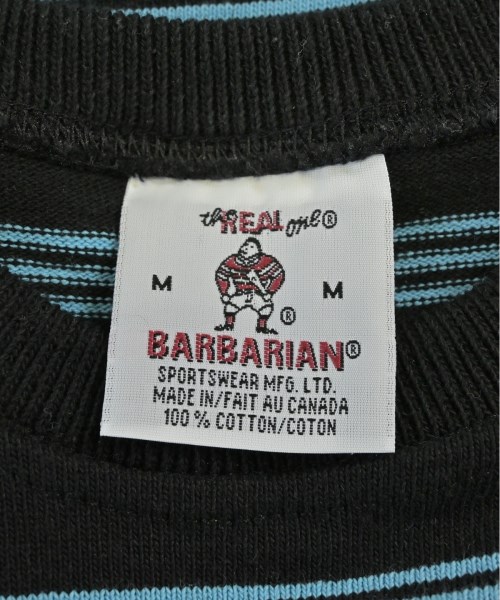 the REAL one®
M M
®
BARBARIAN®
SPORTSWEAR MFG. LTD.
MADE IN/FAIT AU CANADA
100 % COTTON/COTON